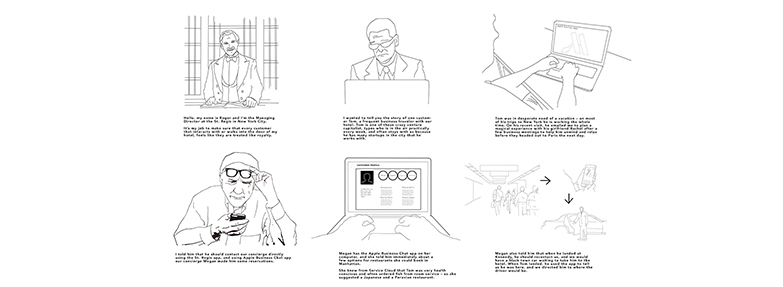 Hello, my name is Roger and I'm the Managing
Director at the St. Regis in New York City.
It's my job to make sure that every customer
that interacts with or walks into the door of my
hotel, feels like they are treated like royalty.
I wanted to tell you the story of one custom-
er Tom, a frequent business traveler with our
hotel. Tom is one of these crazy venture
capitalist, types who is in the air practically
every week, and often stays with us because
he has many startups in the city that he
works with.
Tom was in desperate need of a vacation – on most
of his trips to New York he is working the whole
time. On his recent visit, he emailed me to plan a
magical experience with his girlfriend Rachel after a
few business meetings to help him unwind and relax
before they headed out to Paris the next day.
I told him that he should contact our concierge directly
using the St. Regis app, and using Apple Business Chat app
our concierge Megan made him some reservations.
Megan has the Apple Business Chat app on her
computer, and she told him immediately about a
few options for restaurants she could book in
Manhattan.
She knew from Service Cloud that Tom was very health
conscious and often ordered fish from room service – so she
suggested a Japanese and a Peruvian restaurant.
Megan also told him that when he landed at
Kennedy, he should recontact us, and we would
have a black town car waiting to take him to the
hotel. When Tom landed, he used the app to tell
us he was here, and we directed him to where the
driver would be.